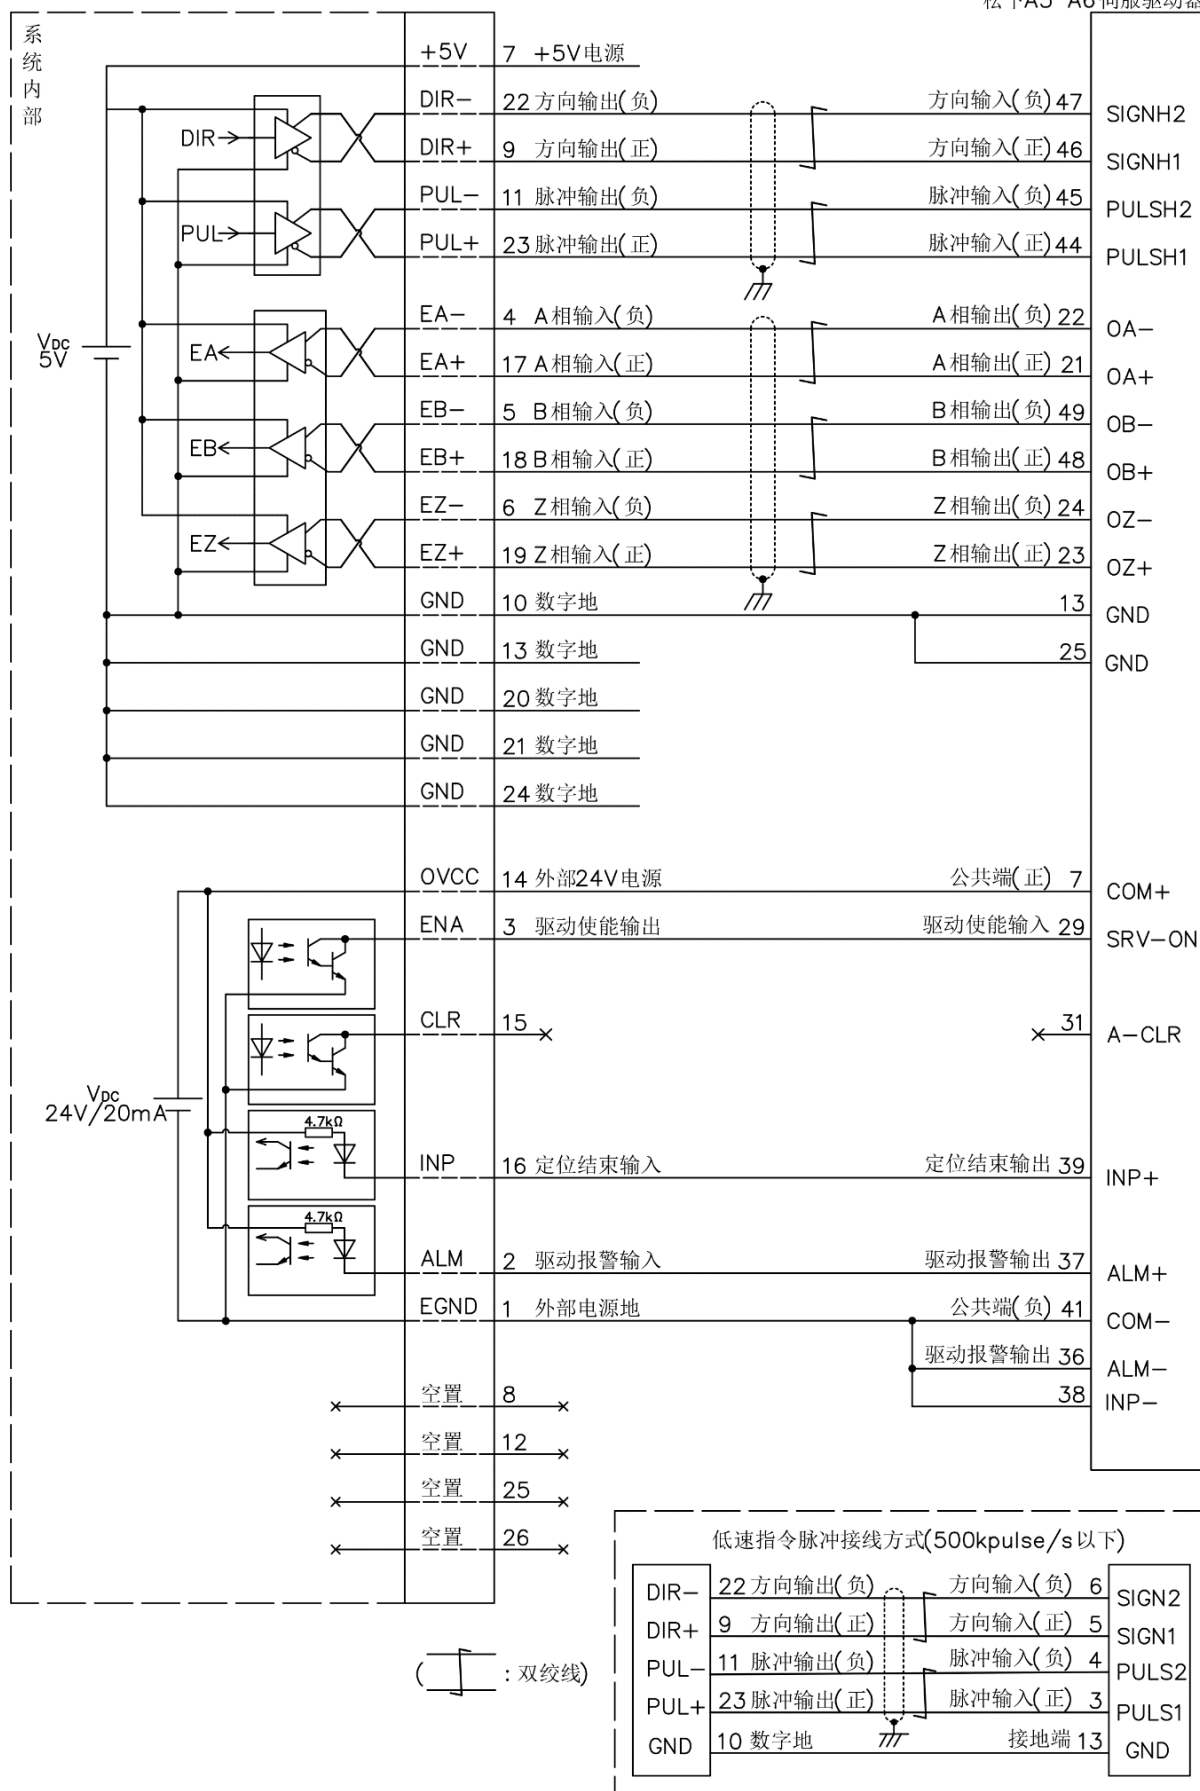 松下A5 A6伺服驱动器
系统内部
+5V 7 +5V电源
DIR- 22 方向输出(负) 方向输入(负) 47 SIGNH2
DIR
DIR+ 9 方向输出(正) 方向输入(正) 46 SIGNH1
PUL- 11 脉冲输出(负) 脉冲输入(负) 45 PULSH2
PUL
PUL+ 23 脉冲输出(正) 脉冲输入(正) 44 PULSH1
EA- 4 A相输入(负) A相输出(负) 22 OA-
VDC
5V
EA
EA+ 17 A相输入(正) A相输出(正) 21 OA+
EB- 5 B相输入(负) B相输出(负) 49 OB-
EB
EB+ 18 B相输入(正) B相输出(正) 48 OB+
EZ- 6 Z相输入(负) Z相输出(负) 24 OZ-
EZ
EZ+ 19 Z相输入(正) Z相输出(正) 23 OZ+
GND 10 数字地 13 GND
GND 13 数字地 25 GND
GND 20 数字地
GND 21 数字地
GND 24 数字地
OVCC 14 外部24V电源 公共端(正) 7 COM+
ENA 3 驱动使能输出 驱动使能输入 29 SRV-ON
CLR 15 31 A-CLR
VDC
24V/20mA
4.7kΩ
INP 16 定位结束输入 定位结束输出 39 INP+
4.7kΩ
ALM 2 驱动报警输入 驱动报警输出 37 ALM+
EGND 1 外部电源地 公共端(负) 41 COM-
驱动报警输出 36 ALM-
空置 8 38 INP-
空置 12
空置 25
空置 26
低速指令脉冲接线方式(500kpulse/s以下)
DIR- 22 方向输出(负) 方向输入(负) 6 SIGN2
DIR+ 9 方向输出(正) 方向输入(正) 5 SIGN1
PUL- 11 脉冲输出(负) 脉冲输入(负) 4 PULS2
PUL+ 23 脉冲输出(正) 脉冲输入(正) 3 PULS1
GND 10 数字地 接地端 13 GND
( : 双绞线)